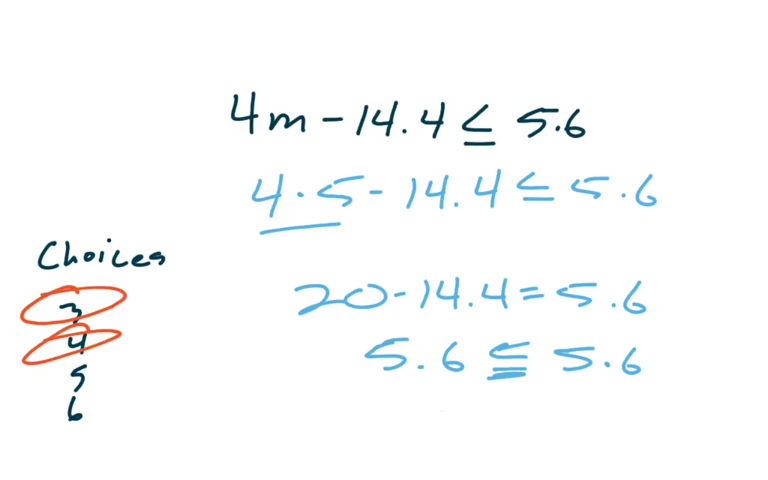 4m - 14.4 ≤ 5.6
4 · 5 - 14.4 ≤ 5.6
Choices
3
4
5
6
20 - 14.4 = 5.6
5.6 ≤ 5.6